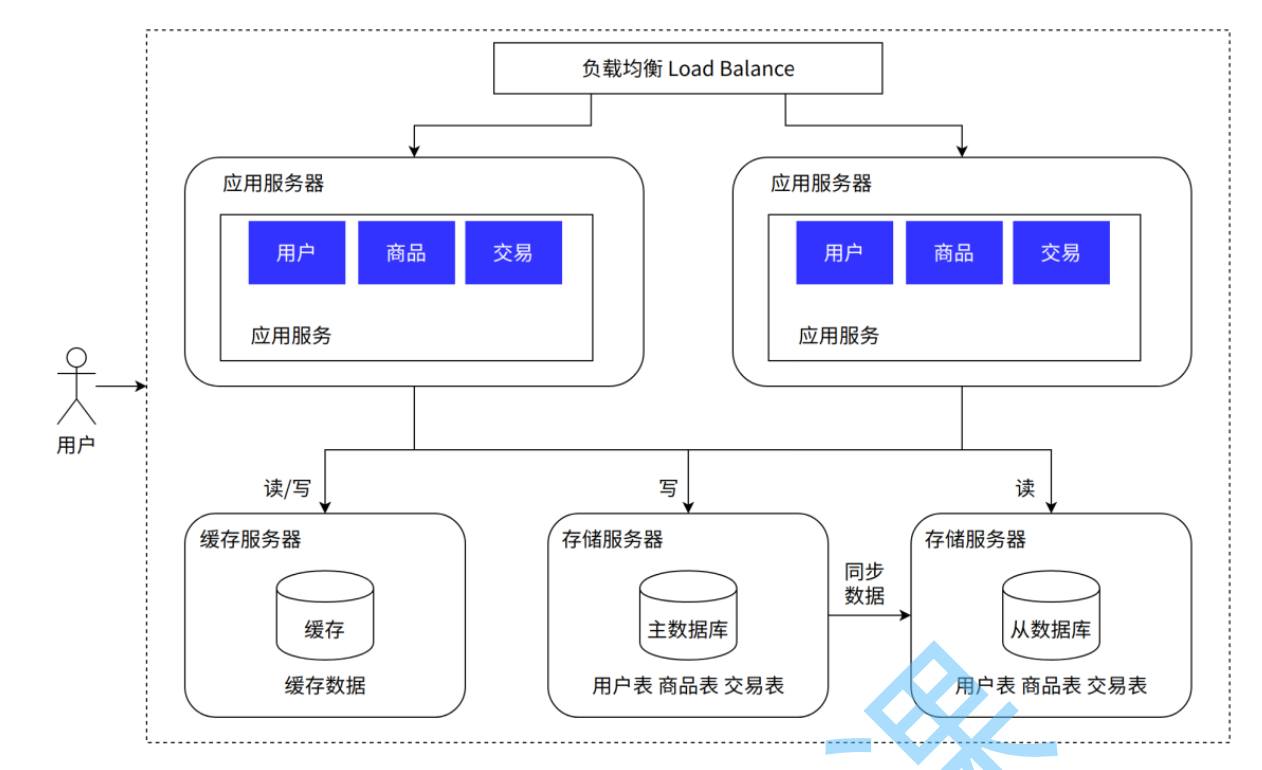 负载均衡 Load Balance
应用服务器
用户 商品 交易
应用服务
应用服务器
用户 商品 交易
应用服务
用户
读/写
写
读
缓存服务器
缓存
缓存数据
存储服务器
主数据库
用户表 商品表 交易表
同步
数据
存储服务器
从数据库
用户表 商品表 交易表